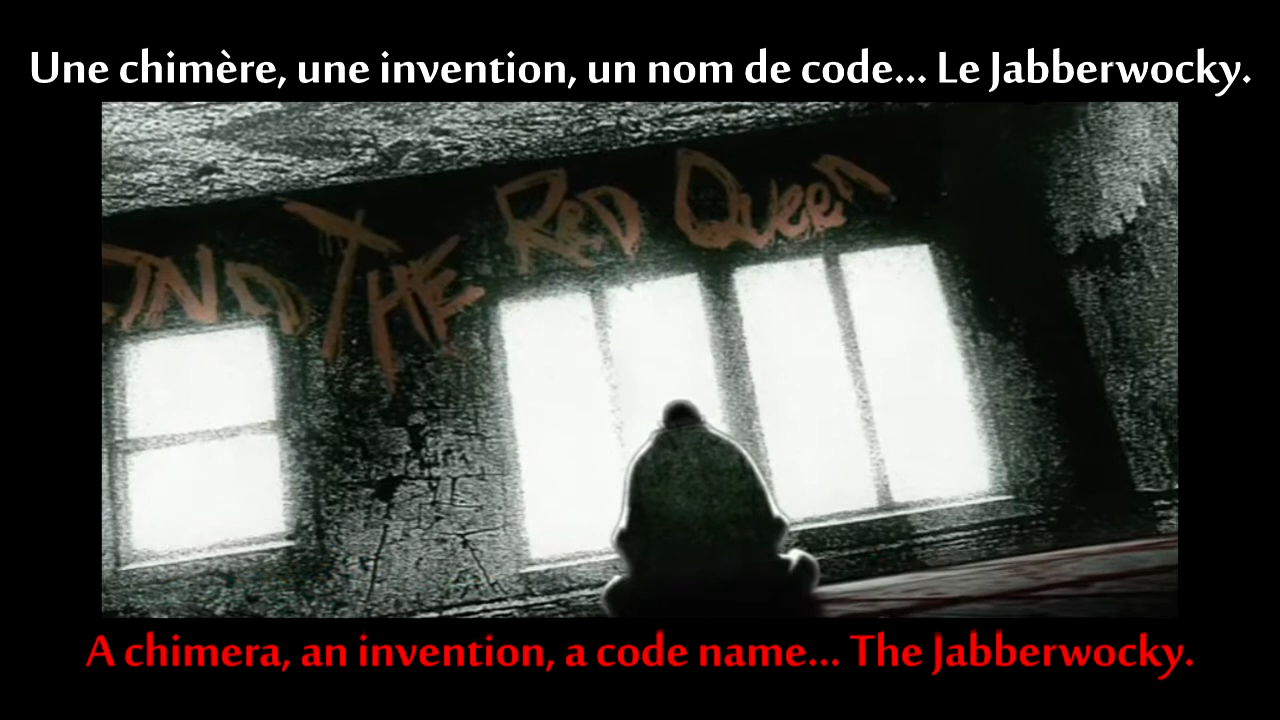 Une chimère, une invention, un nom de code... Le Jabberwocky.
AND THE RED QUEEN
A chimera, an invention, a code name... The Jabberwocky.